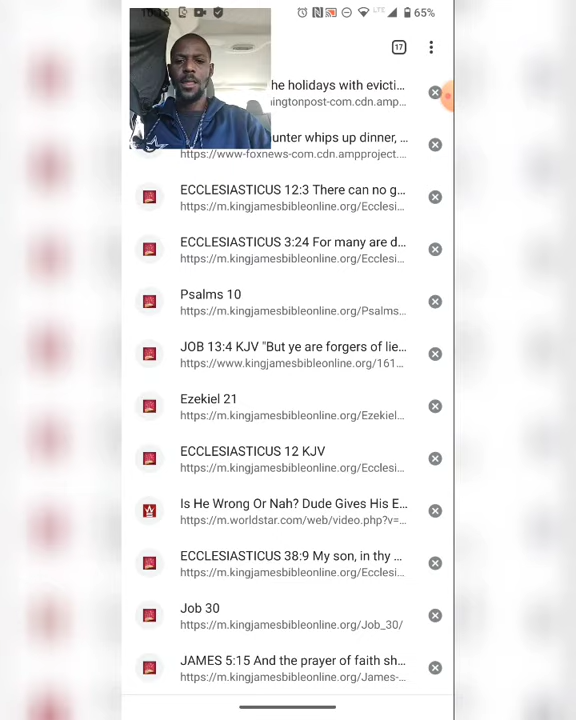 LTE 65%
17
he holidays with evicti...
ingtonpost-com.cdn.amp...
unter whips up dinner, ...
https://www-foxnews-com.cdn.ampproject....
ECCLESIASTICUS 12:3 There can no g...
https://m.kingjamesbibleonline.org/Ecclesi...
ECCLESIASTICUS 3:24 For many are d...
https://m.kingjamesbibleonline.org/Ecclesi...
Psalms 10
https://m.kingjamesbibleonline.org/Psalms...
JOB 13:4 KJV "But ye are forgers of lie...
https://www.kingjamesbibleonline.org/161...
Ezekiel 21
https://m.kingjamesbibleonline.org/Ezekiel...
ECCLESIASTICUS 12 KJV
https://m.kingjamesbibleonline.org/Ecclesi...
Is He Wrong Or Nah? Dude Gives His E...
https://m.worldstar.com/web/video.php?v=...
ECCLESIASTICUS 38:9 My son, in thy ...
https://m.kingjamesbibleonline.org/Ecclesi...
Job 30
https://m.kingjamesbibleonline.org/Job_30/
JAMES 5:15 And the prayer of faith sh...
https://m.kingjamesbibleonline.org/James-...